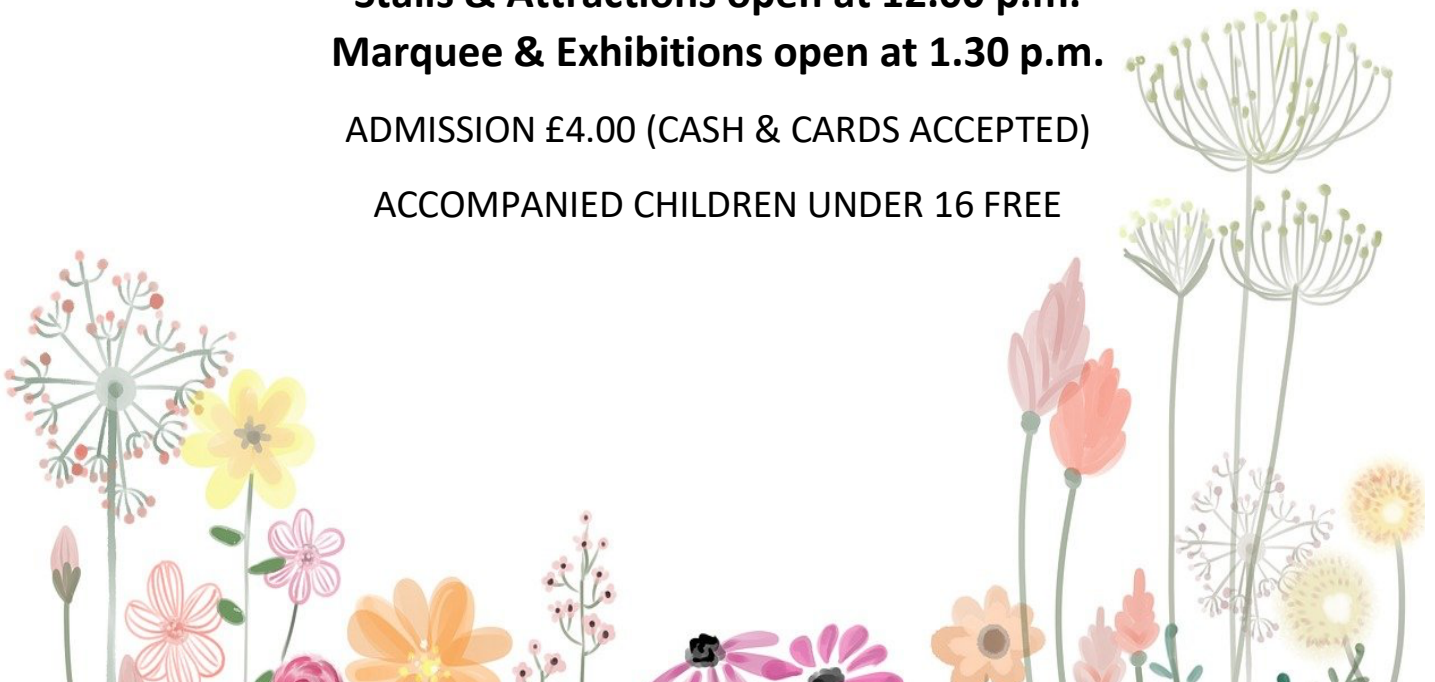 Stalls & Attractions open at 12.00 p.m.
Marquee & Exhibitions open at 1.30 p.m.
ADMISSION £4.00 (CASH & CARDS ACCEPTED)
ACCOMPANIED CHILDREN UNDER 16 FREE